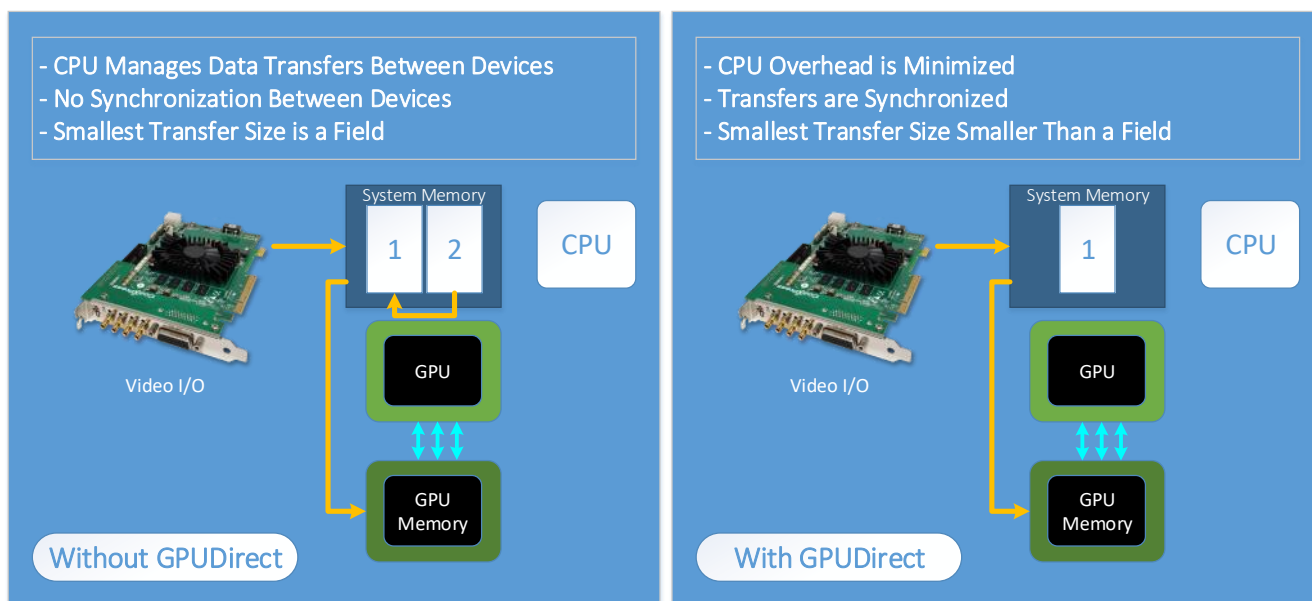 - CPU Manages Data Transfers Between Devices
- No Synchronization Between Devices
- Smallest Transfer Size is a Field
System Memory
1
2
CPU
GPU
Video I/O
GPU
Memory
Without GPUDirect
- CPU Overhead is Minimized
- Transfers are Synchronized
- Smallest Transfer Size Smaller Than a Field
System Memory
1
CPU
GPU
Video I/O
GPU
Memory
With GPUDirect